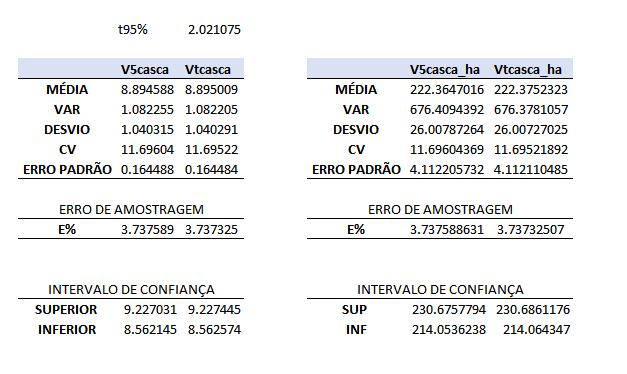 t95% 2.021075
V5casca Vtcasca V5casca_ha Vtcasca_ha
MÉDIA 8.894588 8.895009 MÉDIA 222.3647016 222.3752323
VAR 1.082255 1.082205 VAR 676.4094392 676.3781057
DESVIO 1.040315 1.040291 DESVIO 26.00787264 26.00727025
CV 11.69604 11.69522 CV 11.69604369 11.69521892
ERRO PADRÃO 0.164488 0.164484 ERRO PADRÃO 4.112205732 4.112110485
ERRO DE AMOSTRAGEM ERRO DE AMOSTRAGEM
E% 3.737589 3.737325 E% 3.737588631 3.73732507
INTERVALO DE CONFIANÇA INTERVALO DE CONFIANÇA
SUPERIOR 9.227031 9.227445 SUP 230.6757794 230.6861176
INFERIOR 8.562145 8.562574 INF 214.0536238 214.064347